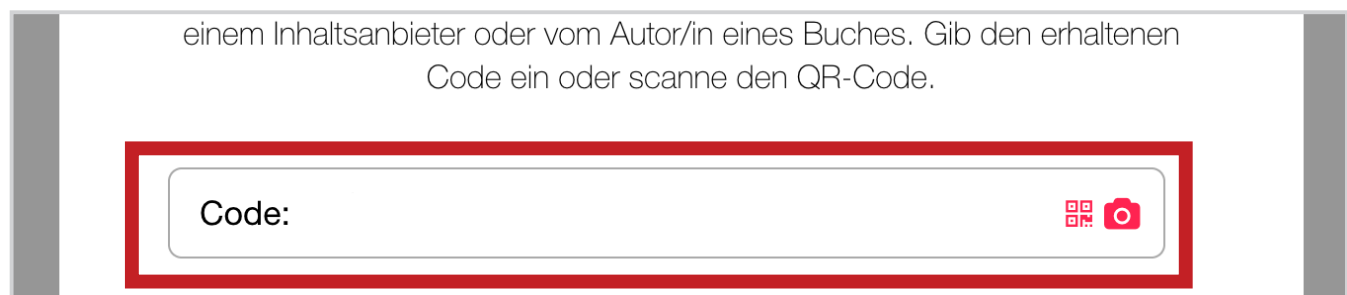 einem Inhaltsanbieter oder vom Autor/in eines Buches. Gib den erhaltenen
Code ein oder scanne den QR-Code.
Code: